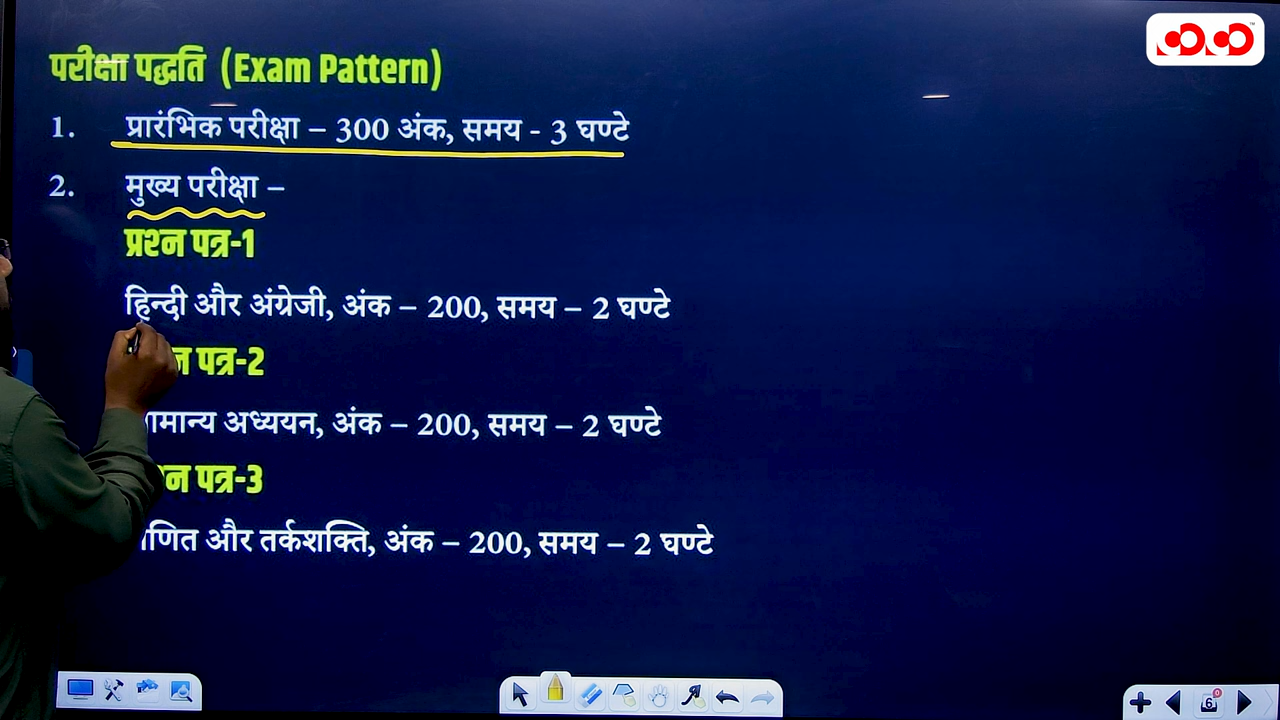 परीक्षा पद्धति (Exam Pattern)
1. प्रारंभिक परीक्षा – 300 अंक, समय - 3 घण्टे
2. मुख्य परीक्षा –
प्रश्न पत्र-1
हिन्दी और अंग्रेजी, अंक – 200, समय – 2 घण्टे
पत्र-2
अध्ययन, अंक – 200, समय – 2 घण्टे
पत्र-3
और तर्कशक्ति, अंक – 200, समय – 2 घण्टे
6